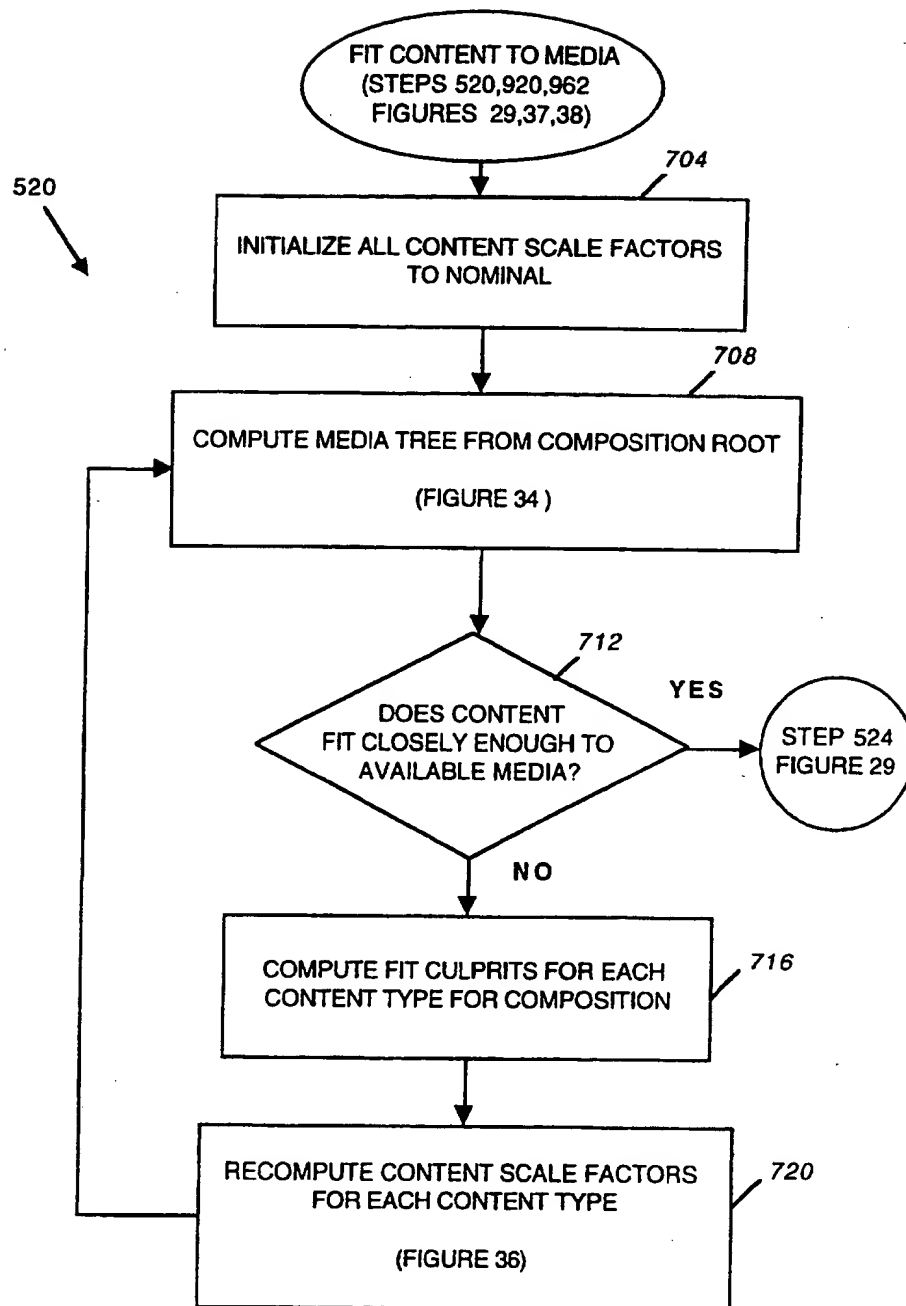 FIT CONTENT TO MEDIA
(STEPS 520,920,962
FIGURES 29,37,38)
520
704
INITIALIZE ALL CONTENT SCALE FACTORS
TO NOMINAL
708
COMPUTE MEDIA TREE FROM COMPOSITION ROOT
(FIGURE 34 )
712
DOES CONTENT
FIT CLOSELY ENOUGH TO
AVAILABLE MEDIA?
YES
STEP 524
FIGURE 29
NO
COMPUTE FIT CULPRITS FOR EACH
CONTENT TYPE FOR COMPOSITION
716
RECOMPUTE CONTENT SCALE FACTORS
FOR EACH CONTENT TYPE
(FIGURE 36)
720